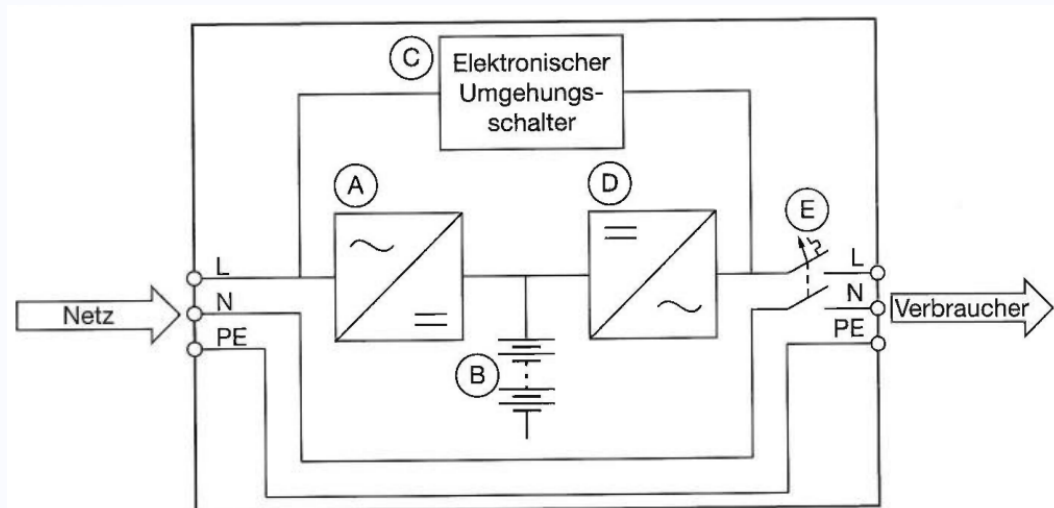 C
Elektronischer
Umgehungs-
schalter
A
D
E
L
L
N
N
Netz
Verbraucher
PE
PE
B